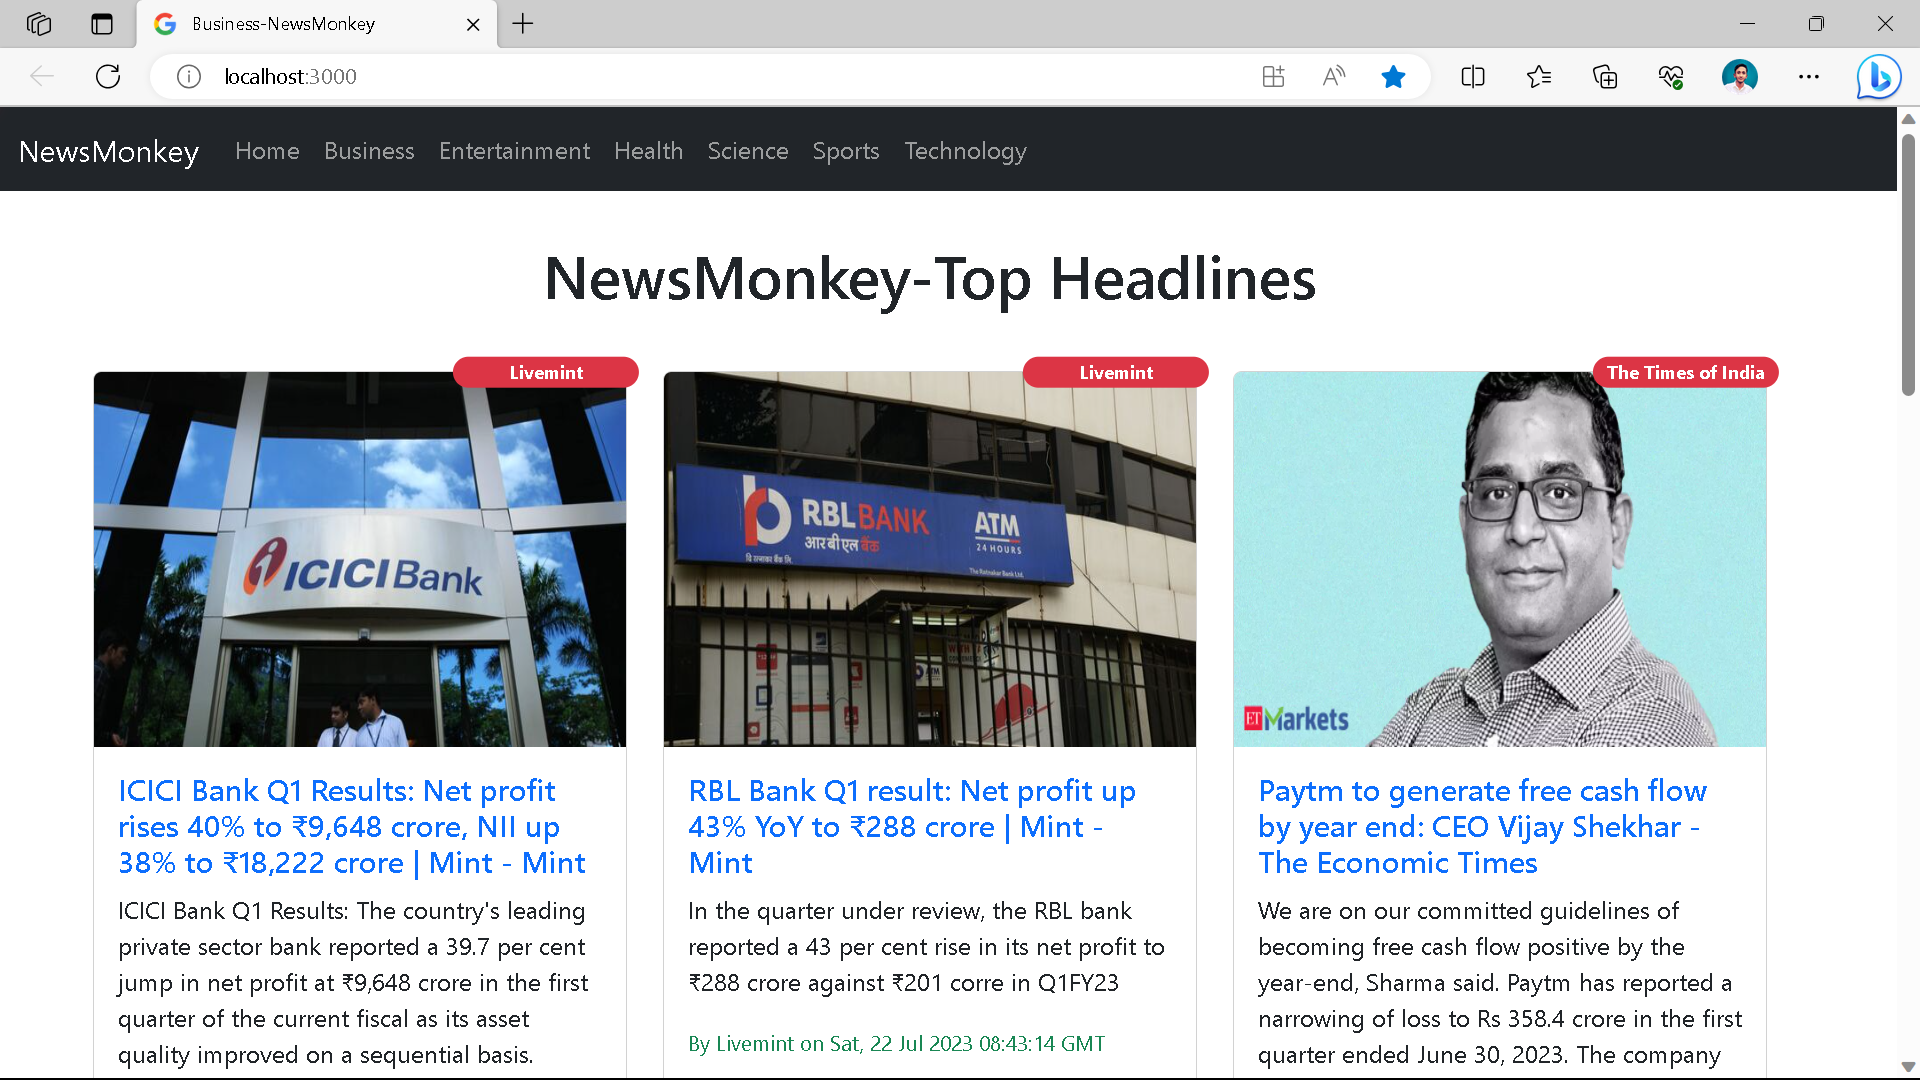 Business-NewsMonkey
localhost:3000
NewsMonkey Home Business Entertainment Health Science Sports Technology
NewsMonkey-Top Headlines
Livemint
ICICI Bank
ICICI Bank Q1 Results: Net profit
rises 40% to ₹9,648 crore, NII up
38% to ₹18,222 crore | Mint - Mint
ICICI Bank Q1 Results: The country's leading
private sector bank reported a 39.7 per cent
jump in net profit at ₹9,648 crore in the first
quarter of the current fiscal as its asset
quality improved on a sequential basis.
Livemint
RBL BANK
आरबीएल बैंक
ATM
24 HOURS
The Ratnakar Bank Ltd.
ATM
RBL Bank Q1 result: Net profit up
43% YoY to ₹288 crore | Mint -
Mint
In the quarter under review, the RBL bank
reported a 43 per cent rise in its net profit to
₹288 crore against ₹201 corre in Q1FY23
By Livemint on Sat, 22 Jul 2023 08:43:14 GMT
The Times of India
ET Markets
Paytm to generate free cash flow
by year end: CEO Vijay Shekhar -
The Economic Times
We are on our committed guidelines of
becoming free cash flow positive by the
year-end, Sharma said. Paytm has reported a
narrowing of loss to Rs 358.4 crore in the first
quarter ended June 30, 2023. The company